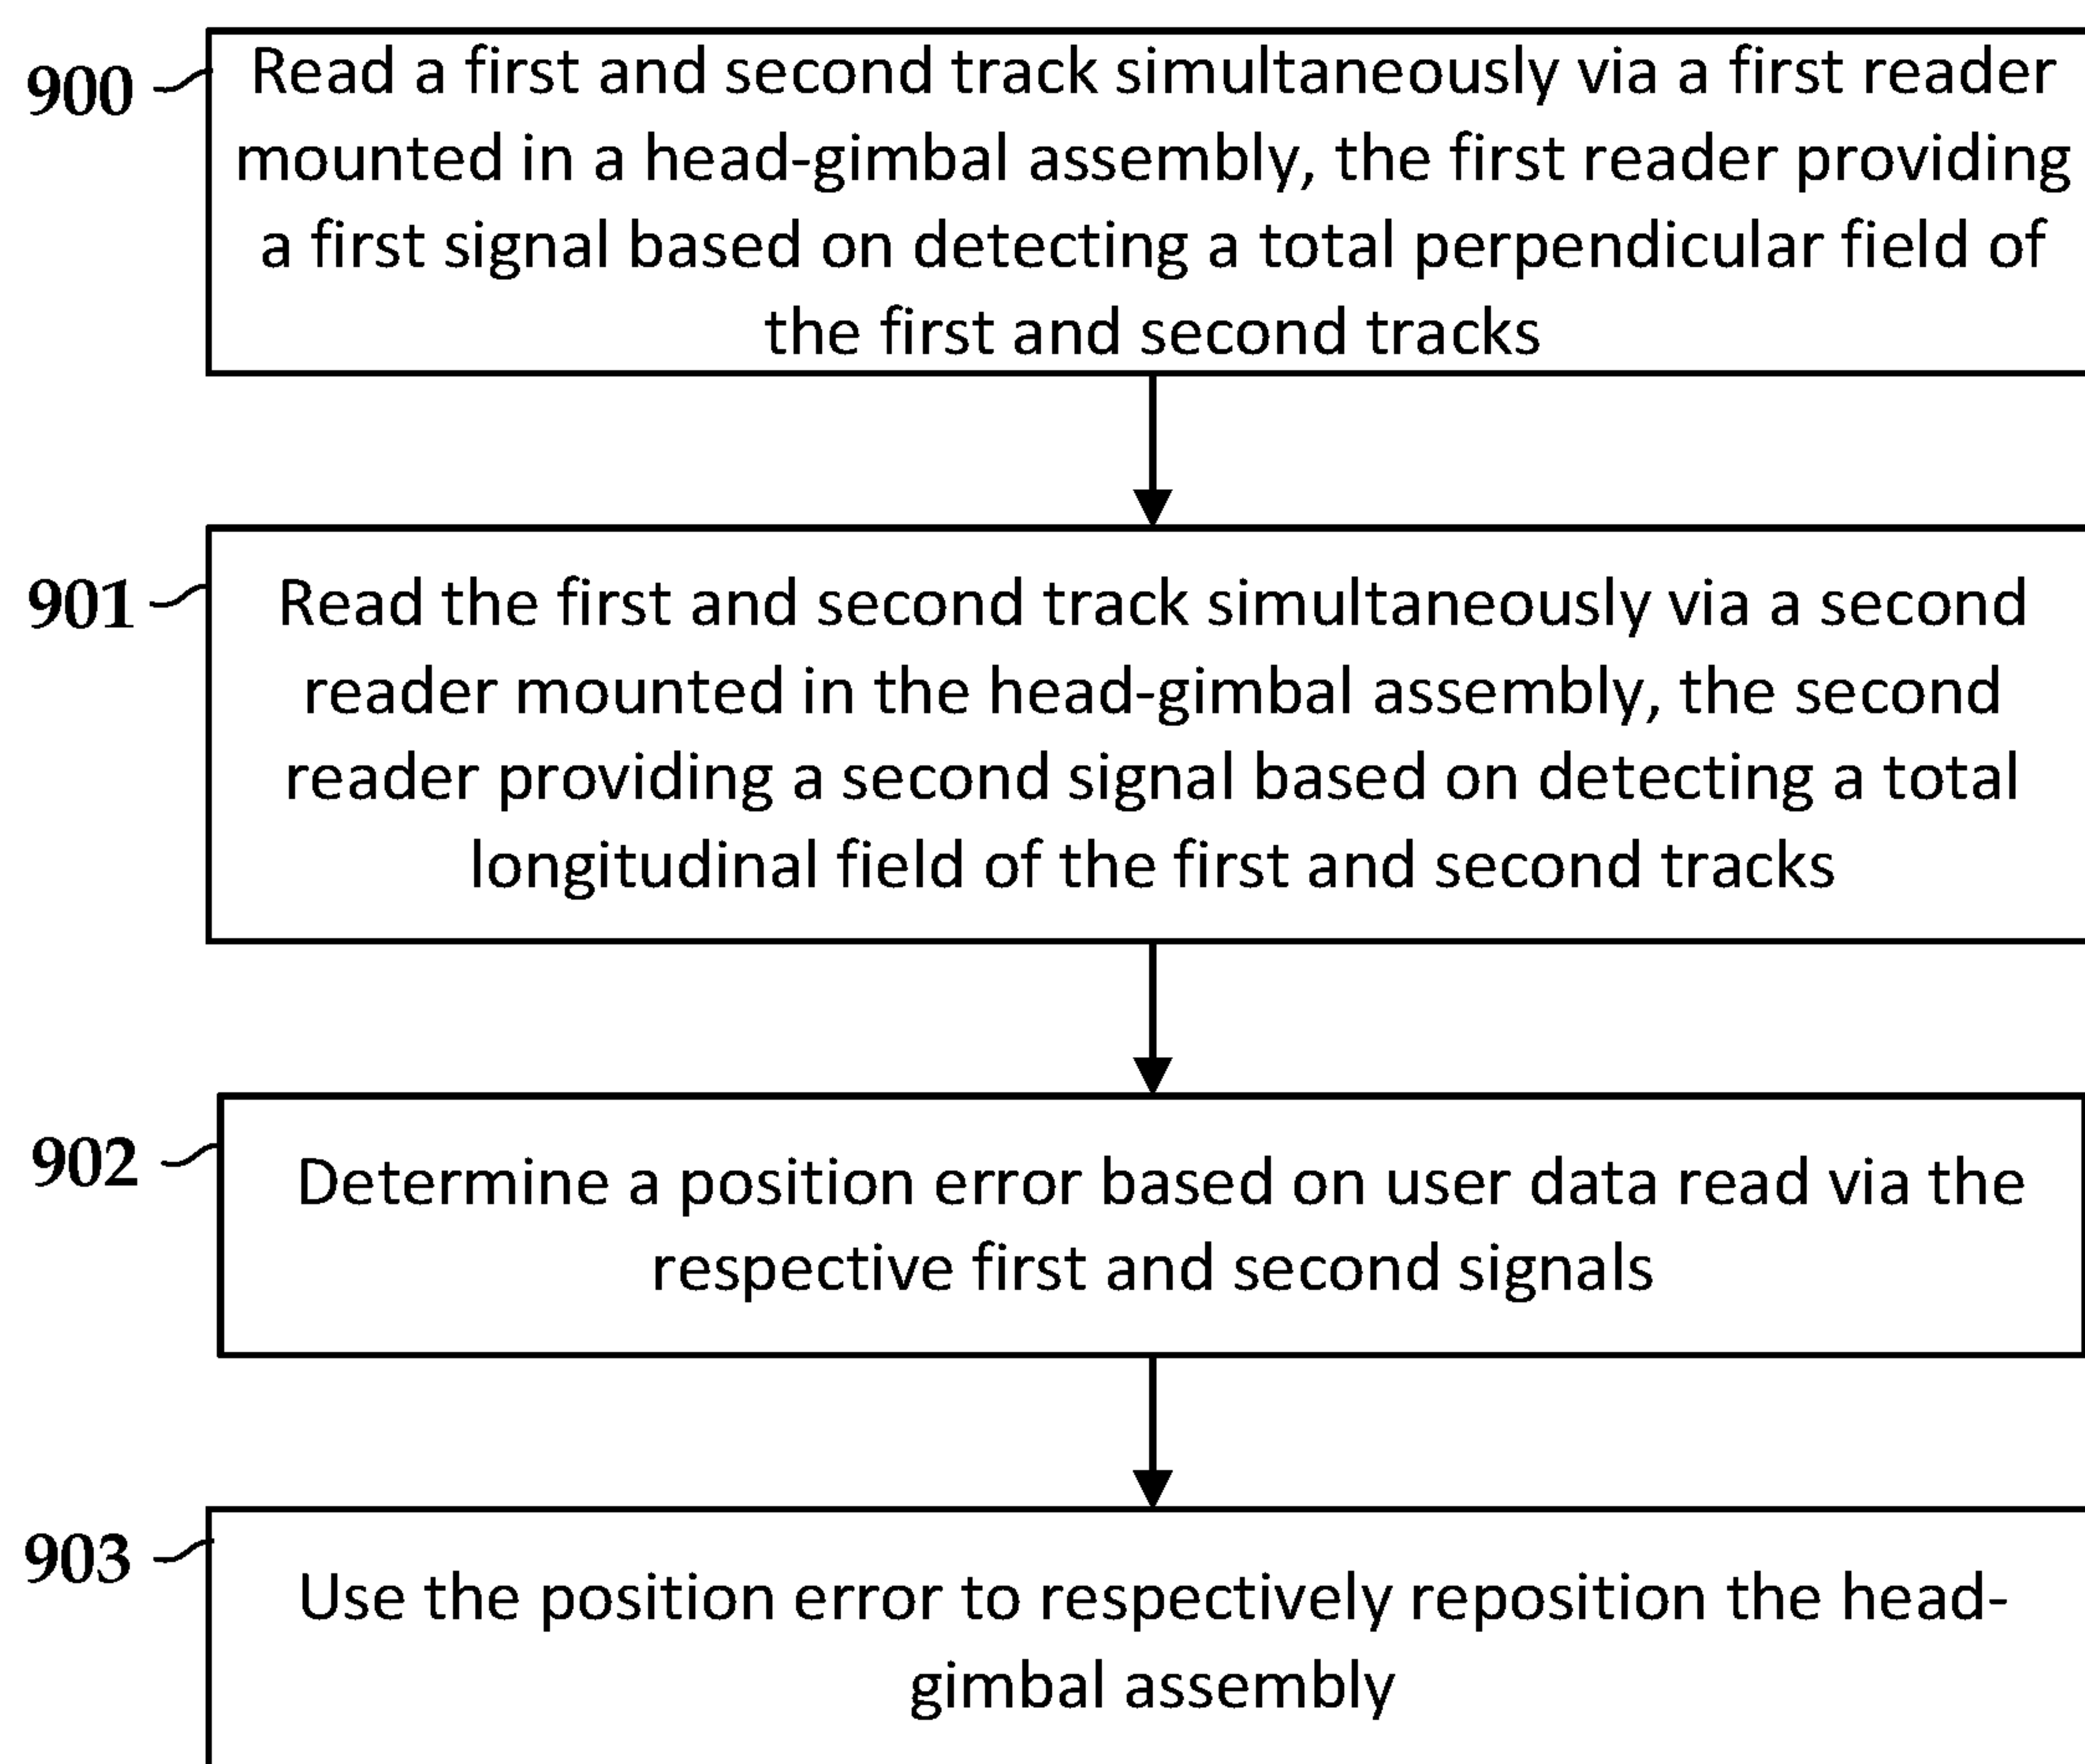 900
Read a first and second track simultaneously via a first reader
mounted in a head-gimbal assembly, the first reader providing
a first signal based on detecting a total perpendicular field of
the first and second tracks
901
Read the first and second track simultaneously via a second
reader mounted in the head-gimbal assembly, the second
reader providing a second signal based on detecting a total
longitudinal field of the first and second tracks
902
Determine a position error based on user data read via the
respective first and second signals
903
Use the position error to respectively reposition the head-
gimbal assembly